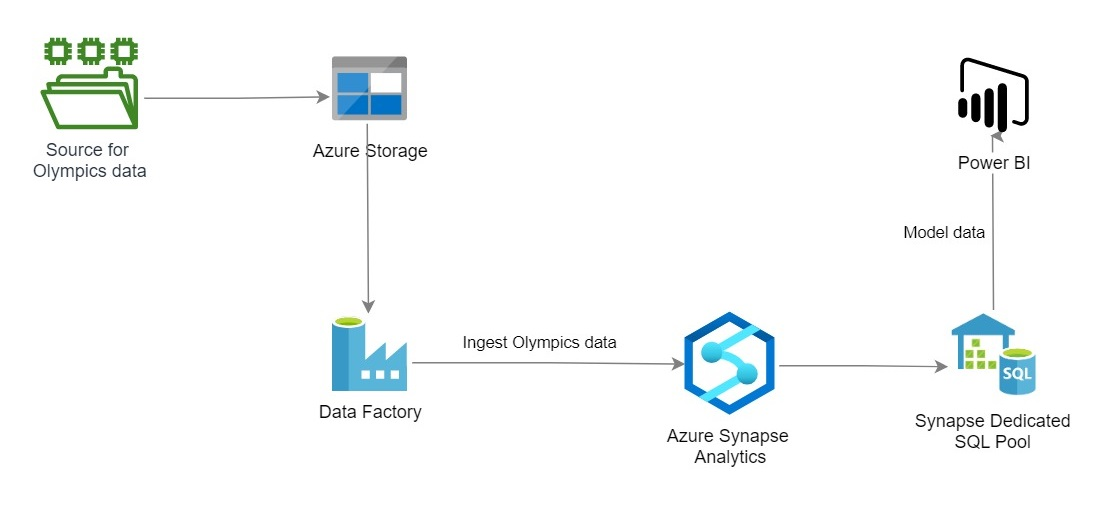 Source for
Olympics data
Azure Storage
Power BI
Model data
Ingest Olympics data
SQL
Data Factory
Azure Synapse
Analytics
Synapse Dedicated
SQL Pool